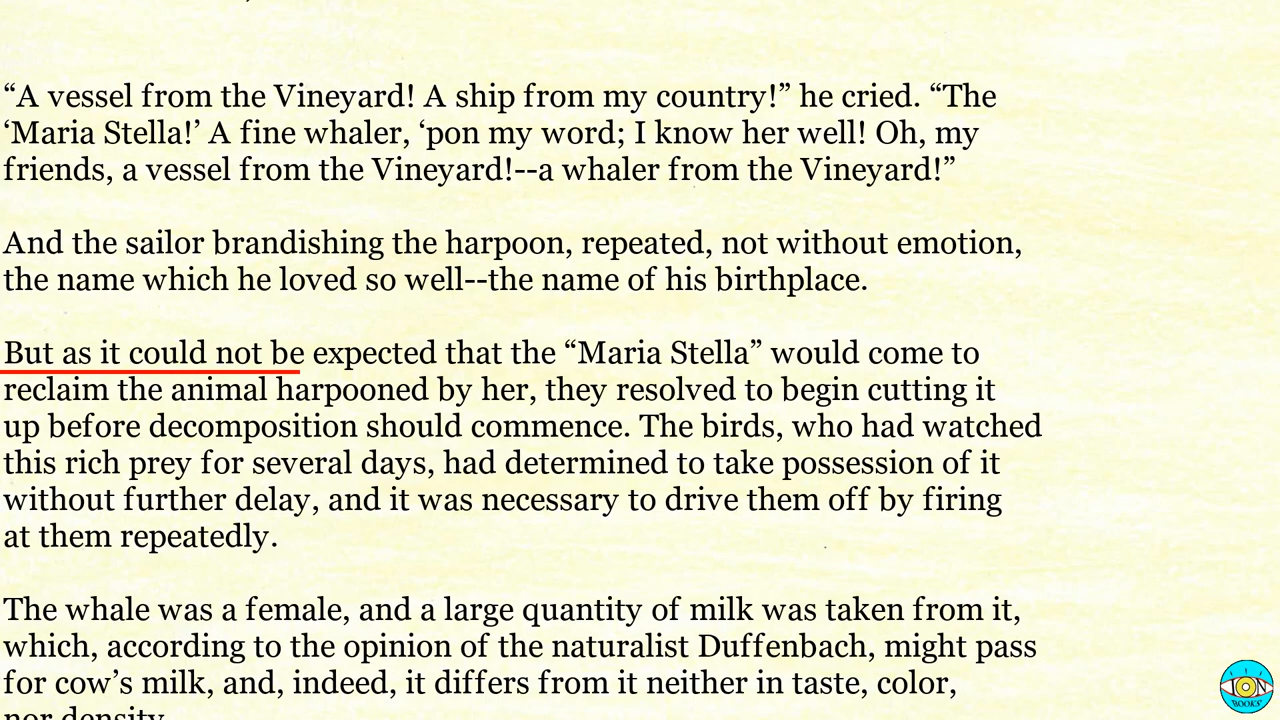 “A vessel from the Vineyard! A ship from my country!” he cried. “The
‘Maria Stella!’ A fine whaler, ‘pon my word; I know her well! Oh, my
friends, a vessel from the Vineyard!--a whaler from the Vineyard!”
And the sailor brandishing the harpoon, repeated, not without emotion,
the name which he loved so well--the name of his birthplace.
But as it could not be expected that the “Maria Stella” would come to
reclaim the animal harpooned by her, they resolved to begin cutting it
up before decomposition should commence. The birds, who had watched
this rich prey for several days, had determined to take possession of it
without further delay, and it was necessary to drive them off by firing
at them repeatedly.
The whale was a female, and a large quantity of milk was taken from it,
which, according to the opinion of the naturalist Duffenbach, might pass
for cow’s milk, and, indeed, it differs from it neither in taste, color,
nor density.
ION
BOOKS